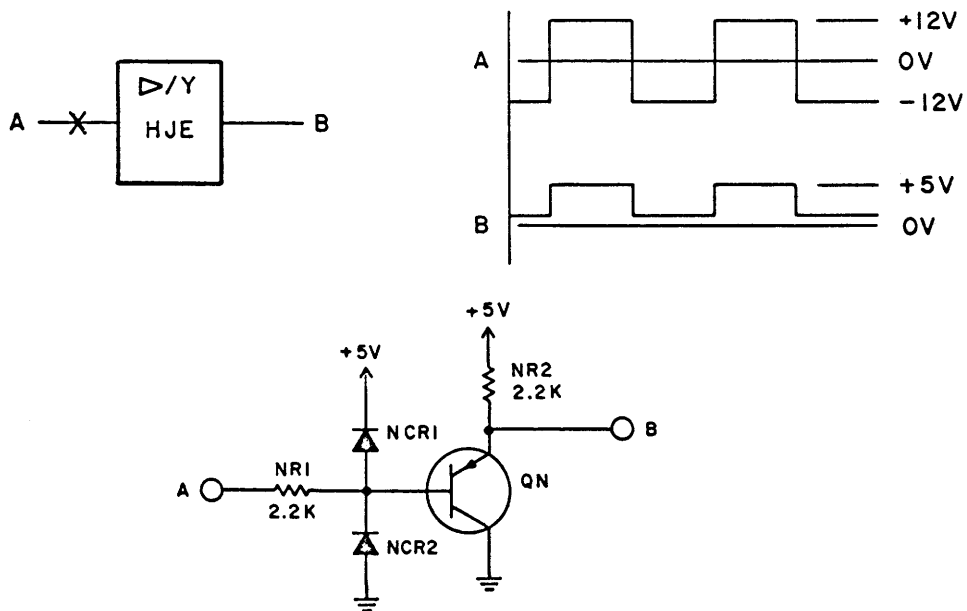 A
▷/Y
HJE
B
A
+12V
0V
-12V
B
+5V
0V
+5V
NR2
2.2K
B
+5V
NCR1
QN
A
NR1
2.2K
NCR2